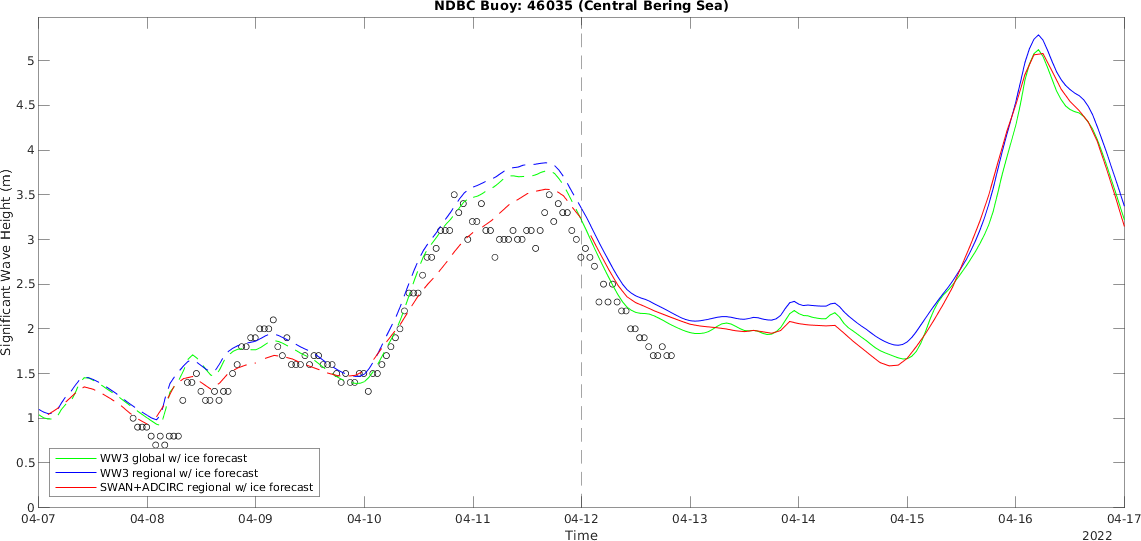 NDBC Buoy: 46035 (Central Bering Sea)
Significant Wave Height (m)
5
4.5
4
3.5
3
2.5
2
1.5
1
0.5
0
WW3 global w/ ice forecast
WW3 regional w/ ice forecast
SWAN+ADCIRC regional w/ ice forecast
04-07 04-08 04-09 04-10 04-11 04-12 04-13 04-14 04-15 04-16 04-17
Time
2022